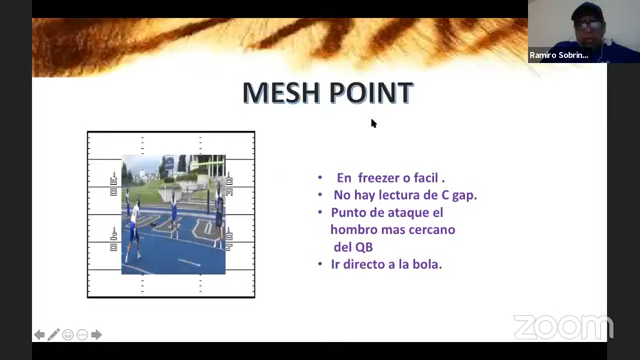 Ramiro Sobrin...
MESH POINT
• En freezer o facil .
• No hay lectura de C gap.
• Punto de ataque el
hombro mas cercano
del QB
• Ir directo a la bola.
zoom